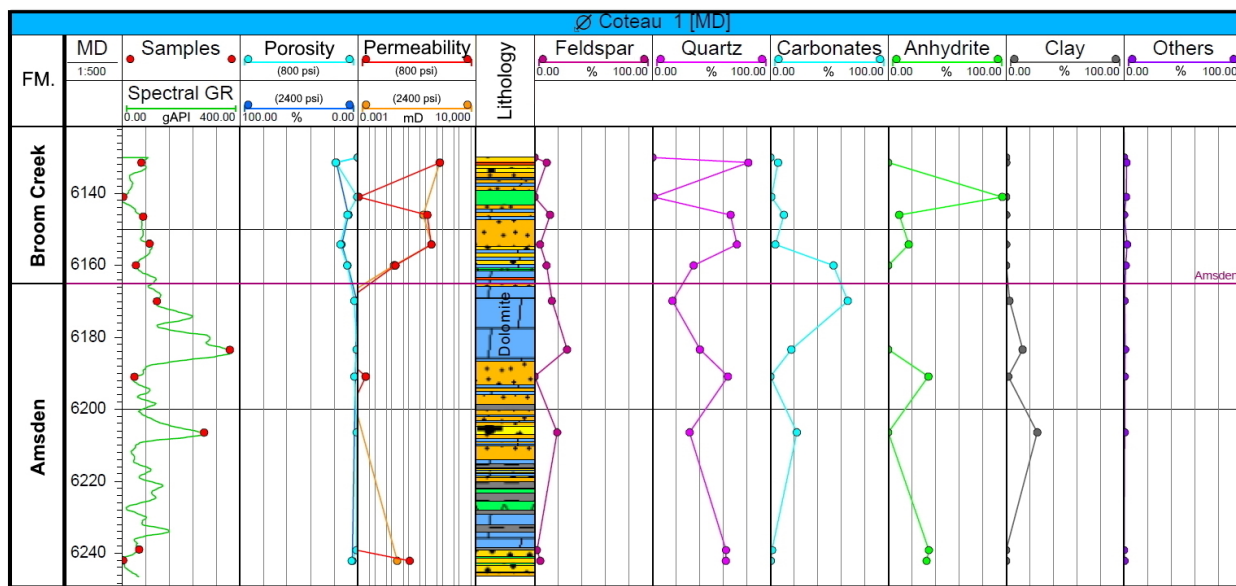 Ø Coteau 1 [MD]
FM.
MD
1:500
Samples
Spectral GR
0.00 gAPI 400.00
Porosity
(800 psi)
(2400 psi)
100.00 % 0.00
Permeability
(800 psi)
(2400 psi)
0.001 mD 10,000
Lithology
Feldspar
0.00 % 100.00
Quartz
0.00 % 100.00
Carbonates
0.00 % 100.00
Anhydrite
0.00 % 100.00
Clay
0.00 % 100.00
Others
0.00 % 100.00
Broom Creek
6140
6160
Amsden
Dolomite
Amsden
6180
6200
6220
6240